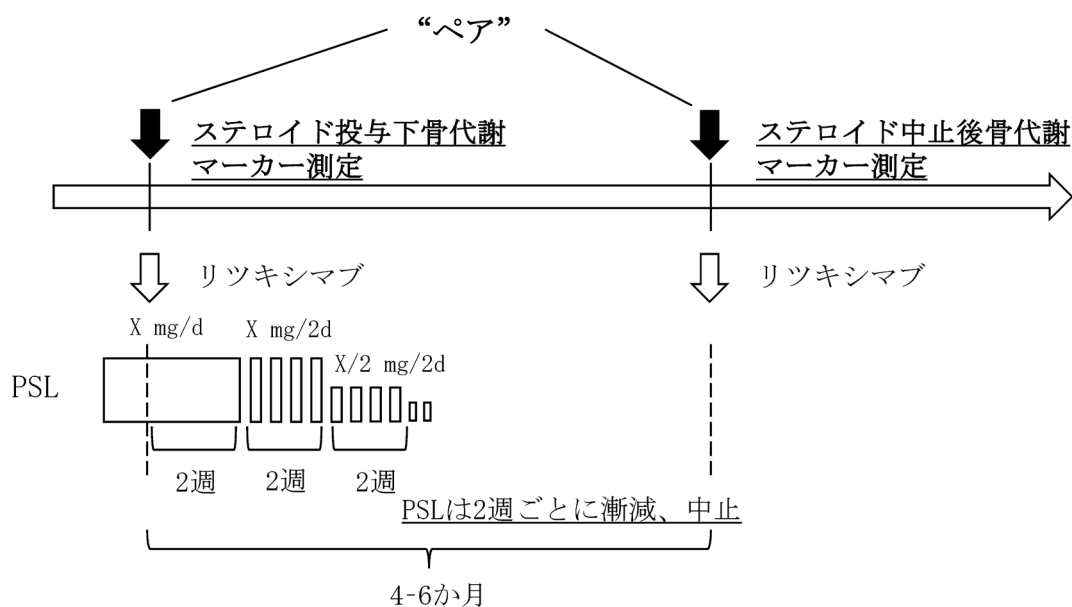 “ペア”
ステロイド投与下骨代謝
マーカー測定
ステロイド中止後骨代謝
マーカー測定
リツキシマブ
リツキシマブ
X mg/d
X mg/2d
X/2 mg/2d
PSL
2週
2週
2週
PSLは2週ごとに漸減、中止
4-6か月